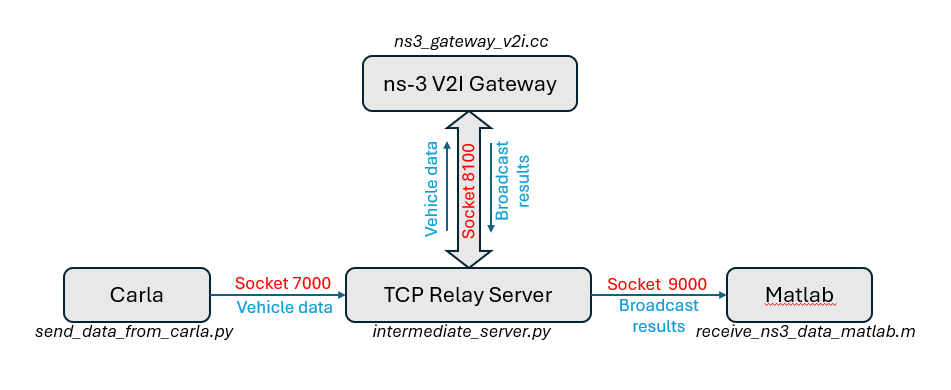 ns3_gateway_v2i.cc
ns-3 V2I Gateway
Vehicle data
Socket 8100
Broadcast
results
Carla
send_data_from_carla.py
Socket 7000
Vehicle data
TCP Relay Server
intermediate_server.py
Socket 9000
Broadcast
results
Matlab
receive_ns3_data_matlab.m